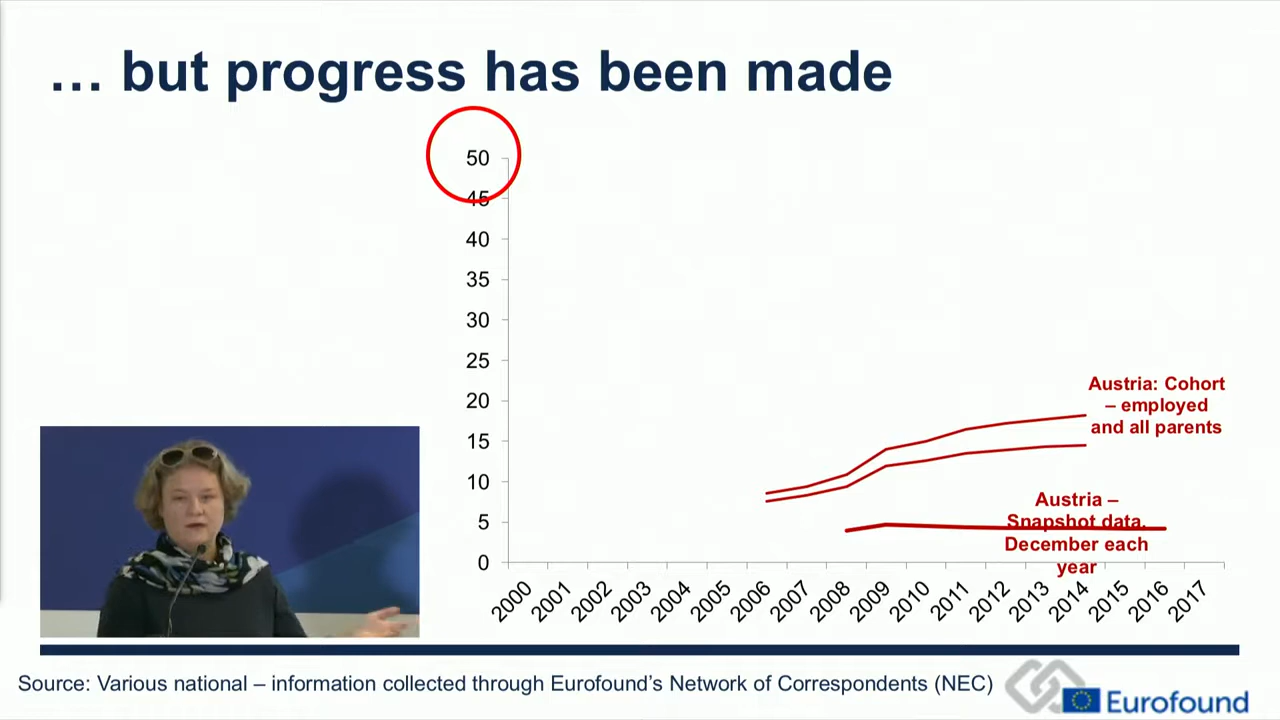 … but progress has been made
50
45
40
35
30
25
20
15
10
5
0
2000
2001
2002
2003
2004
2005
2006
2007
2008
2009
2010
2011
2012
2013
2014
2015
2016
2017
Austria: Cohort
– employed
and all parents
Austria –
Snapshot data,
December each
year
Source: Various national – information collected through Eurofound’s Network of Correspondents (NEC)
Eurofound